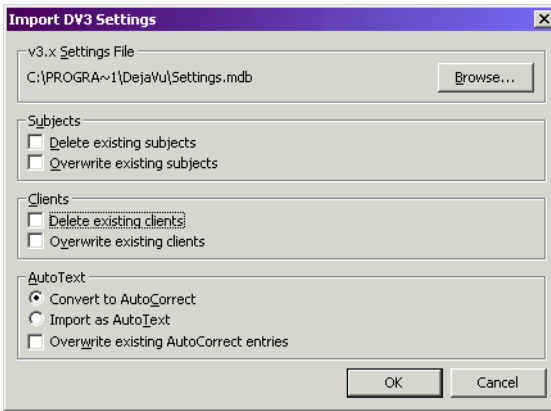 Import DV3 Settings
v3.x Settings File
C:\PROGRA~1\DejaVu\Settings.mdb
Browse...
Subjects
Delete existing subjects
Overwrite existing subjects
Clients
Delete existing clients
Overwrite existing clients
AutoText
Convert to AutoCorrect
Import as AutoText
Overwrite existing AutoCorrect entries
OK
Cancel